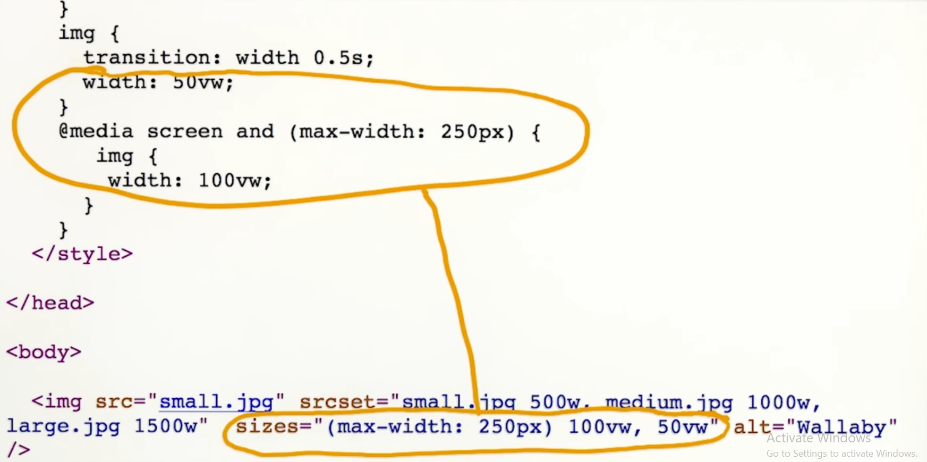 }
img {
transition: width 0.5s;
width: 50vw;
}
@media screen and (max-width: 250px) {
img {
width: 100vw;
}
}
</style>
</head>
<body>
<img src="small.jpg" srcset="small.jpg 500w, medium.jpg 1000w,
large.jpg 1500w" sizes="(max-width: 250px) 100vw, 50vw" alt="Wallaby"
/>
Activate Windows
Go to Settings to activate Windows.